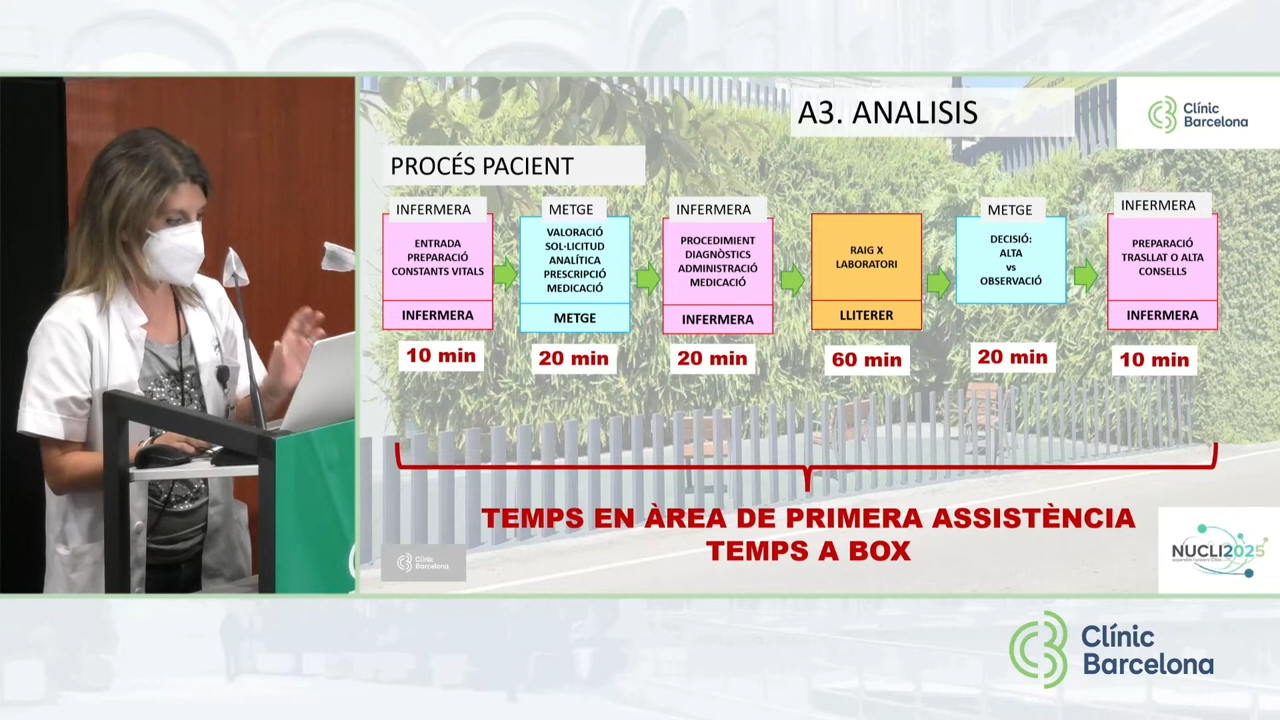 A3. ANALISIS
Clínic
Barcelona
PROCÉS PACIENT
INFERMERA
ENTRADA
PREPARACIÓ
CONSTANTS VITALS
INFERMERA
10 min
METGE
VALORACIÓ
SOL·LICITUD
ANALÍTICA
PRESCRIPCIÓ
MEDICACIÓ
METGE
20 min
INFERMERA
PROCEDIMIENT
DIAGNÒSTICS
ADMINISTRACIÓ
MEDICACIÓ
INFERMERA
20 min
RAIG X
LABORATORI
LLITERER
60 min
METGE
DECISIÓ:
ALTA
vs
OBSERVACIÓ
20 min
INFERMERA
PREPARACIÓ
TRASLLAT O ALTA
CONSELLS
INFERMERA
10 min
TEMPS EN ÀREA DE PRIMERA ASSISTÈNCIA
TEMPS A BOX
Clínic
Barcelona
NUCLI2025
Clínic
Barcelona